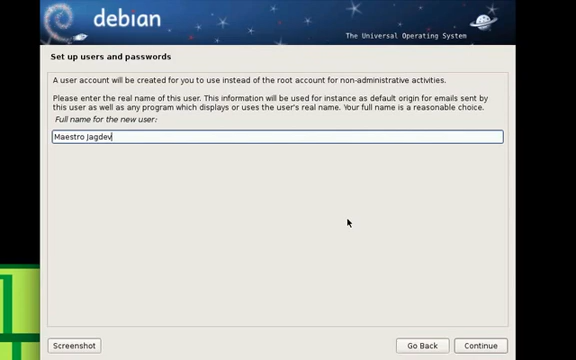 debian
The Universal Operating System
Set up users and passwords
A user account will be created for you to use instead of the root account for non-administrative activities.
Please enter the real name of this user. This information will be used for instance as default origin for emails sent by
this user as well as any program which displays or uses the user's real name. Your full name is a reasonable choice.
Full name for the new user:
Maestro Jagdev
Screenshot
Go Back
Continue